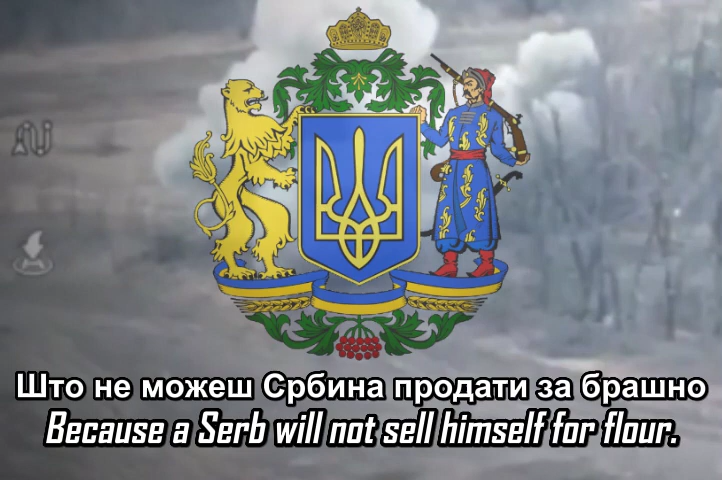 Што не можеш Србина продати за брашно
Because a Serb will not sell himself for flour.